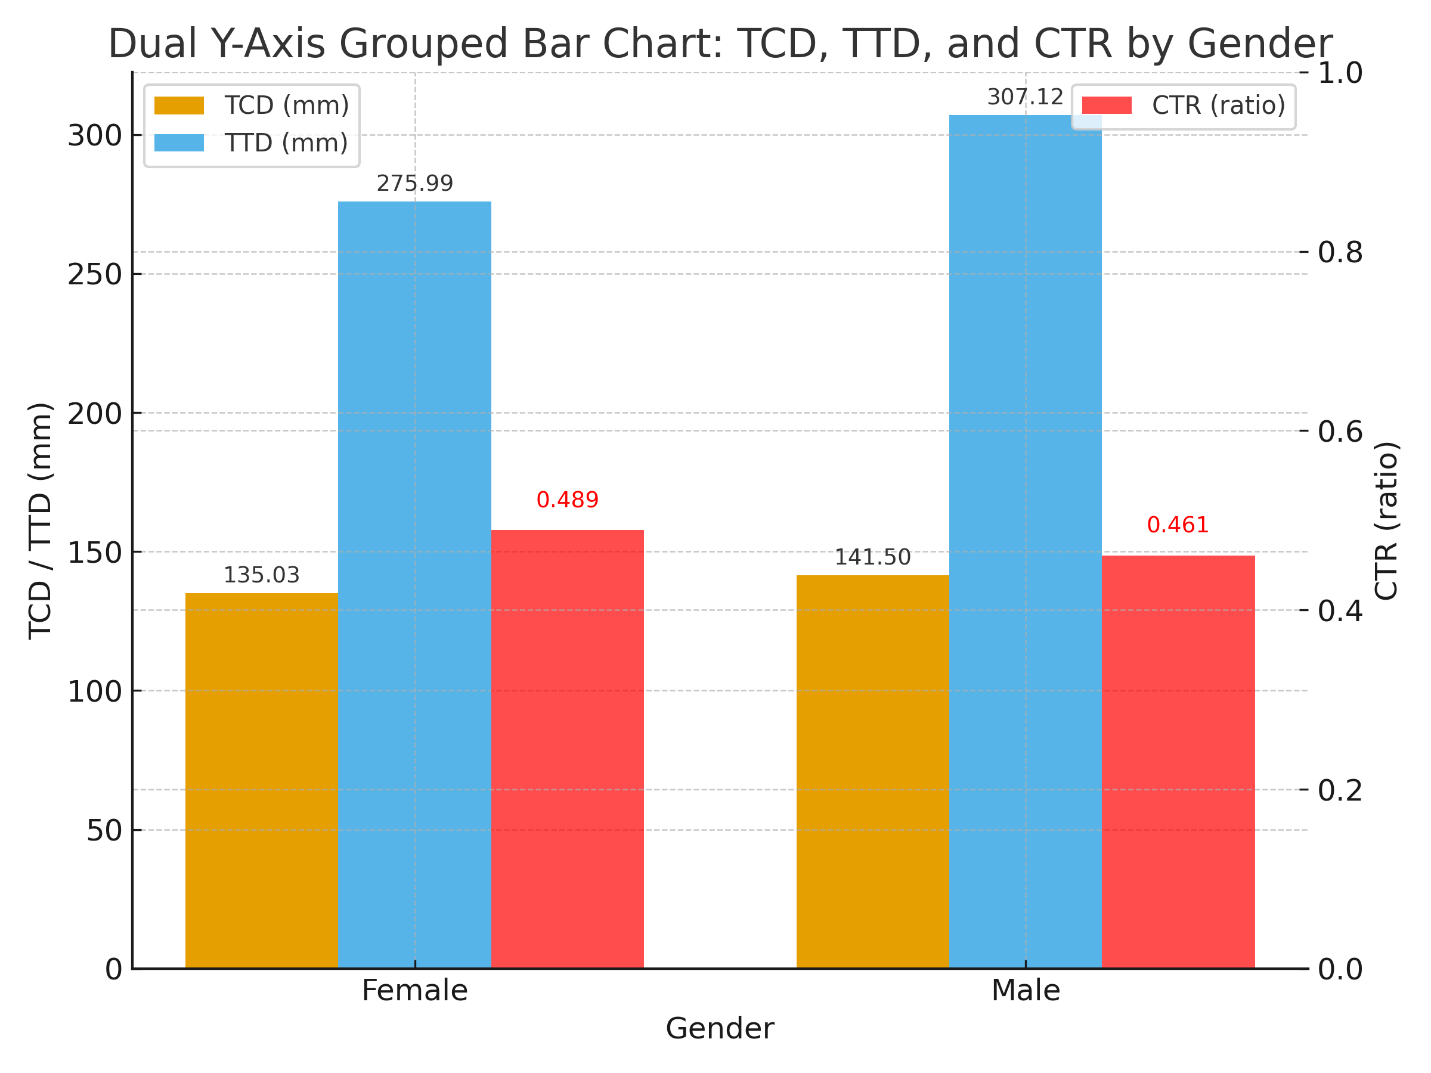 Dual Y-Axis Grouped Bar Chart: TCD, TTD, and CTR by Gender
TCD (mm)
TTD (mm)
CTR (ratio)
TCD / TTD (mm)
300
250
200
150
100
50
0
CTR (ratio)
1.0
0.8
0.6
0.4
0.2
0.0
135.03
275.99
0.489
141.50
307.12
0.461
Female
Male
Gender